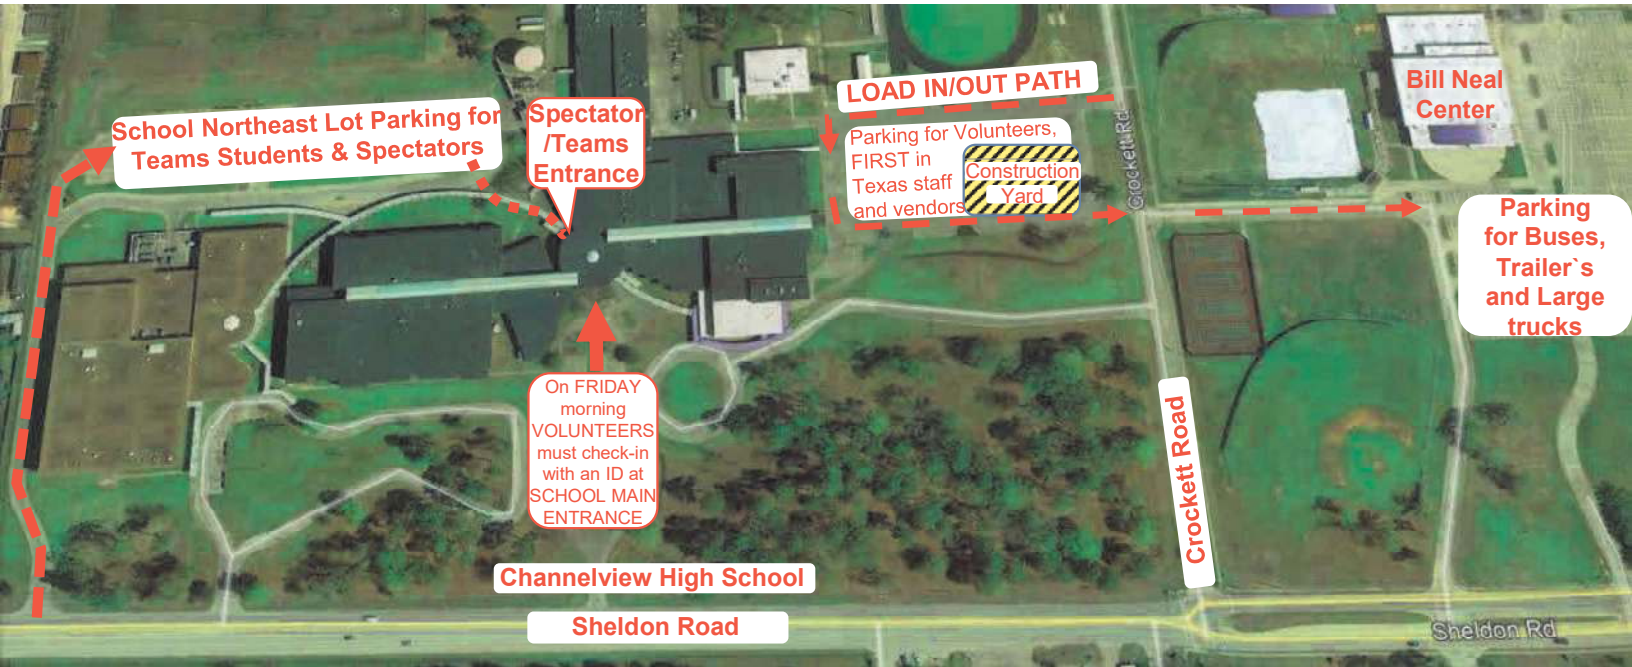 School Northeast Lot Parking for
Teams Students & Spectators
Spectator
/Teams
Entrance
LOAD IN/OUT PATH
Parking for Volunteers,
FIRST in
Texas staff
and vendors
Construction
Yard
Crockett Rd
Bill Neal
Center
Parking
for Buses,
Trailer`s
and Large
trucks
On FRIDAY
morning
VOLUNTEERS
must check-in
with an ID at
SCHOOL MAIN
ENTRANCE
Crockett Road
Channelview High School
Sheldon Road
Sheldon Rd